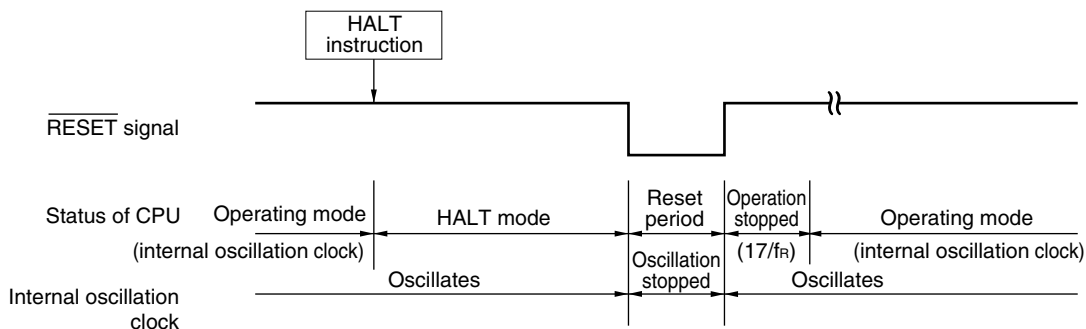 HALT
instruction
RESET signal
Status of CPU
Operating mode
(internal oscillation clock)
HALT mode
Reset
period
Operation
stopped
(17/fR)
Operating mode
(internal oscillation clock)
Internal oscillation
clock
Oscillates
Oscillation
stopped
Oscillates